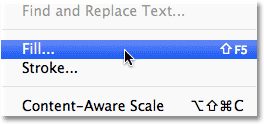 Find and Replace Text...
Fill... ⇧F5
Stroke...
Content-Aware Scale ⌥⇧⌘C